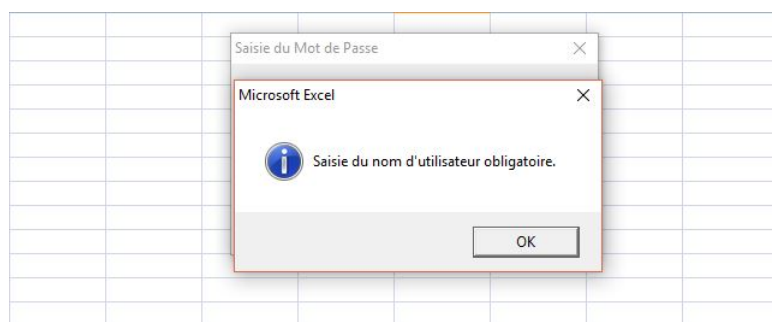 Saisie du Mot de Passe
Microsoft Excel
Saisie du nom d'utilisateur obligatoire.
OK